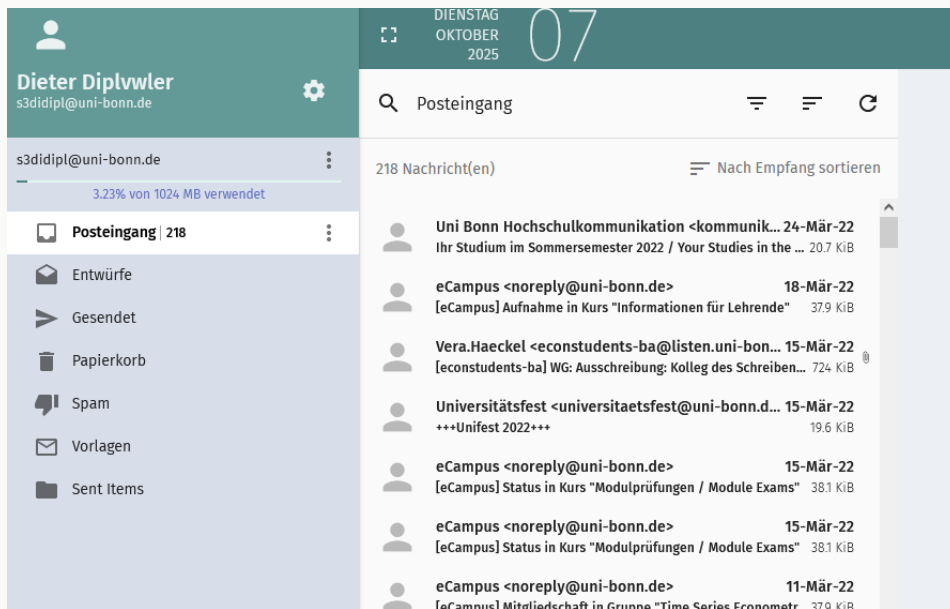 DIENSTAG
OKTOBER
2025
07
Dieter Diplvwler
s3didipl@uni-bonn.de
Posteingang
s3didipl@uni-bonn.de
3.23% von 1024 MB verwendet
218 Nachricht(en)
Nach Empfang sortieren
Posteingang | 218
Entwürfe
Gesendet
Papierkorb
Spam
Vorlagen
Sent Items
Uni Bonn Hochschulkommunikation <kommunik... 24-Mär-22
Ihr Studium im Sommersemester 2022 / Your Studies in the ... 20.7 KiB
eCampus <noreply@uni-bonn.de> 18-Mär-22
[eCampus] Aufnahme in Kurs "Informationen für Lehrende" 37.9 KiB
Vera.Haeckel <econstudents-ba@listen.uni-bon... 15-Mär-22
[econstudents-ba] WG: Ausschreibung: Kolleg des Schreiben... 724 KiB
Universitätsfest <universitaetsfest@uni-bonn.d... 15-Mär-22
+++Unifest 2022+++ 19.6 KiB
eCampus <noreply@uni-bonn.de> 15-Mär-22
[eCampus] Status in Kurs "Modulprüfungen / Module Exams" 38.1 KiB
eCampus <noreply@uni-bonn.de> 15-Mär-22
[eCampus] Status in Kurs "Modulprüfungen / Module Exams" 38.1 KiB
eCampus <noreply@uni-bonn.de> 11-Mär-22
[eCampus] Mitgliedschaft in Gruppe "Time Series Econometr... 37.9 KiB